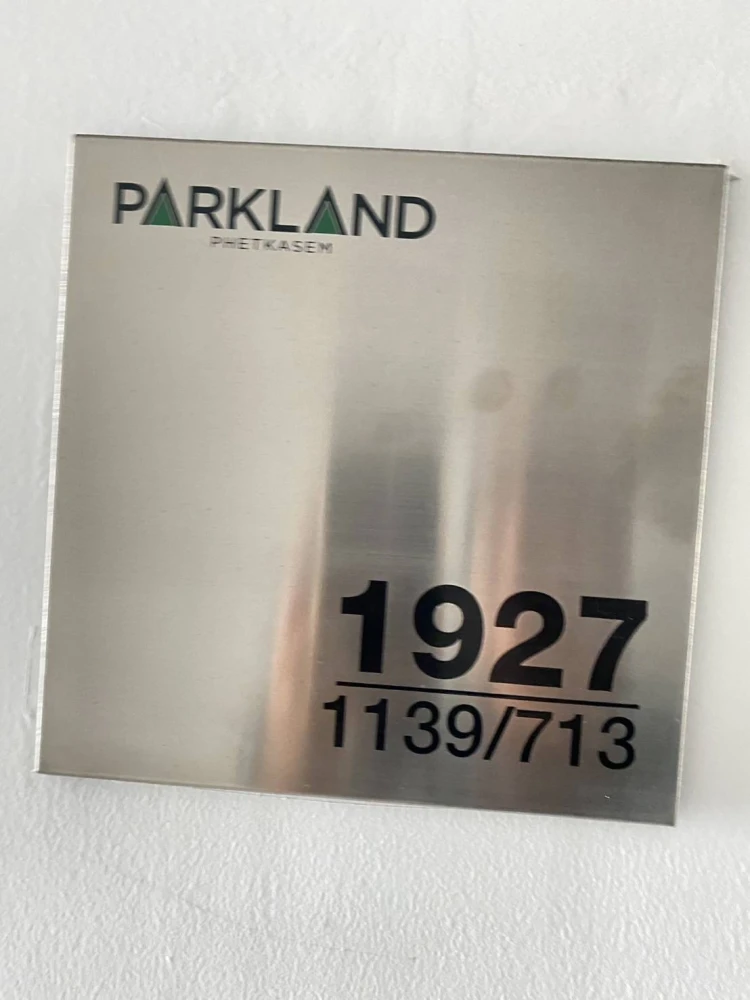 PARKLAND
PHETKASEM
1927
1139/713